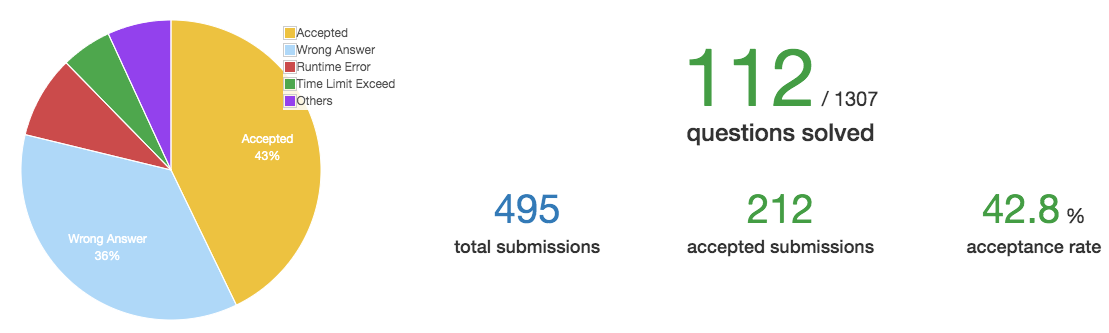 Accepted
Wrong Answer
Runtime Error
Time Limit Exceed
Others
Accepted
43%
Wrong Answer
36%
112 / 1307
questions solved
495
total submissions
212
accepted submissions
42.8 %
acceptance rate